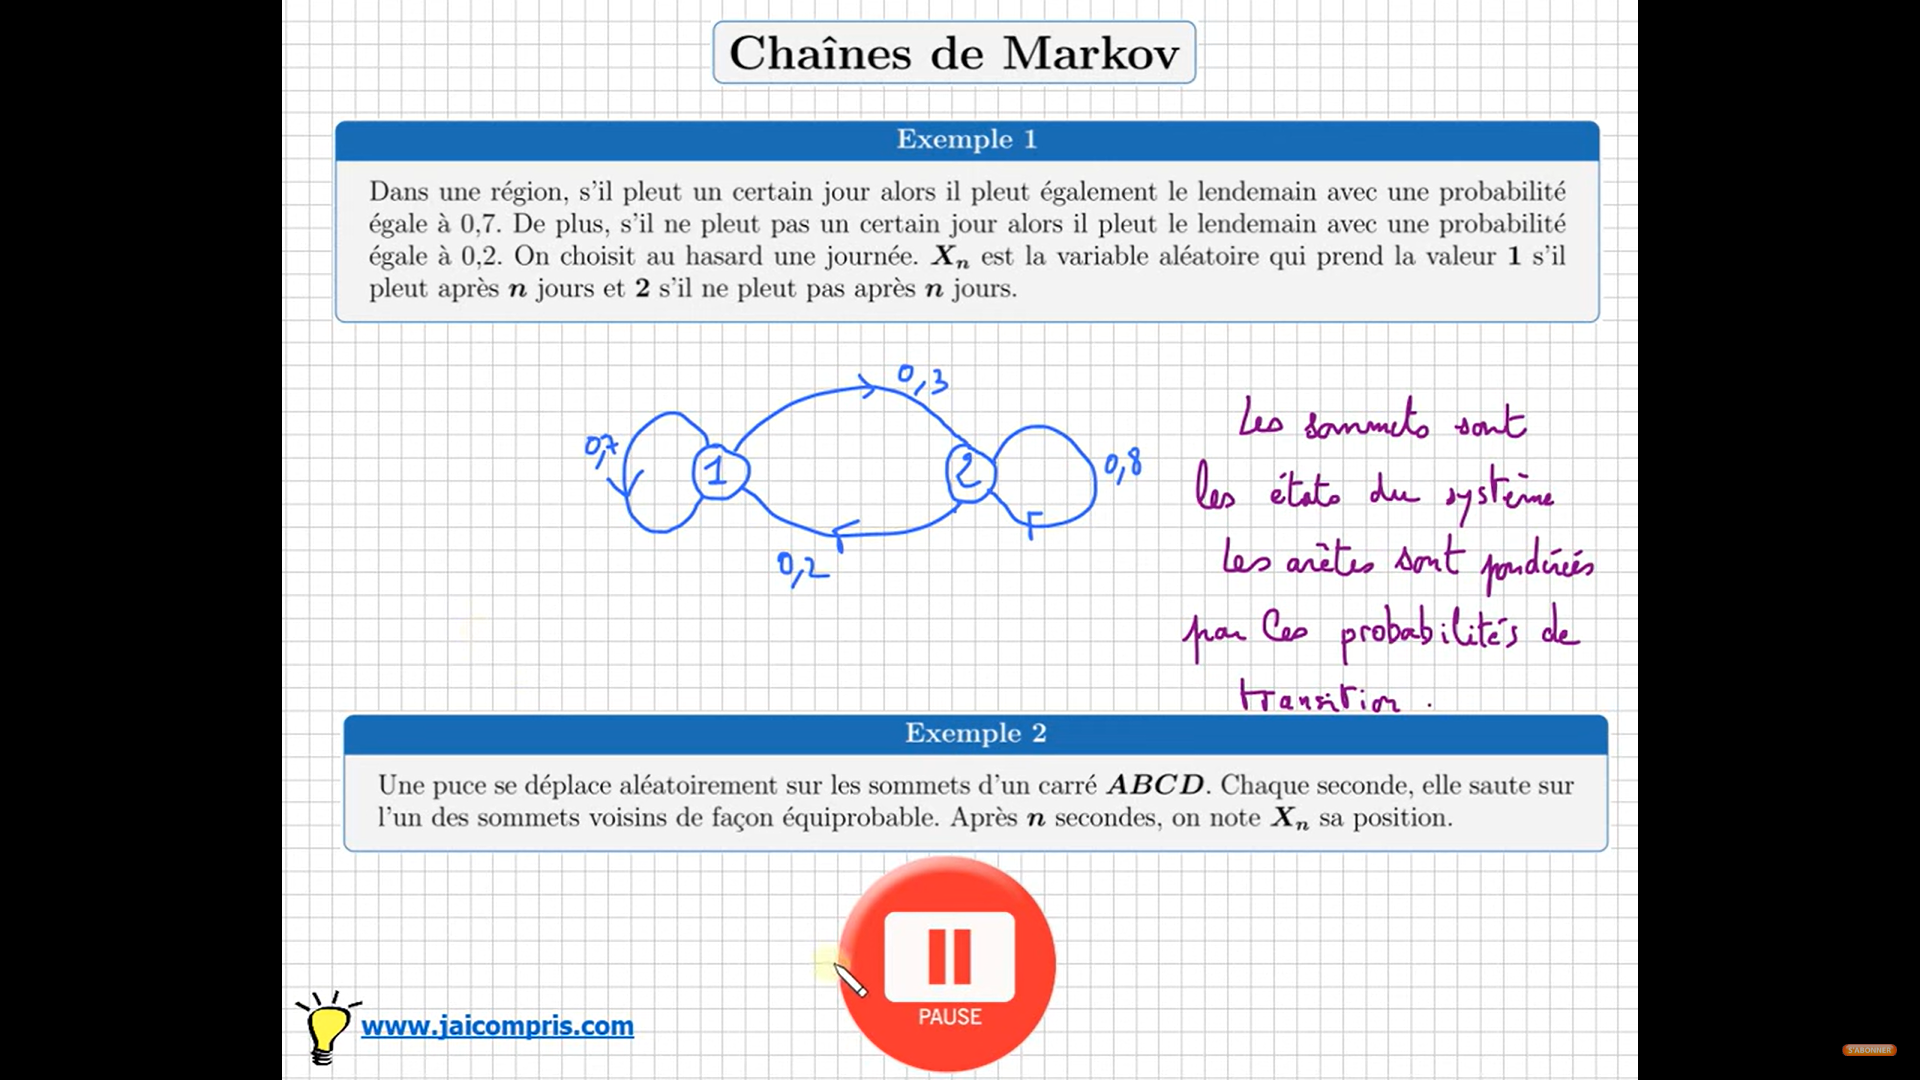 Chaînes de Markov
Exemple 1
Dans une région, s'il pleut un certain jour alors il pleut également le lendemain avec une probabilité
égale à 0,7. De plus, s'il ne pleut pas un certain jour alors il pleut le lendemain avec une probabilité
égale à 0,2. On choisit au hasard une journée. Xn est la variable aléatoire qui prend la valeur 1 s'il
pleut après n jours et 2 s'il ne pleut pas après n jours.
0,3
0,7
1
2
0,8
0,2
Les sommets sont
les états du système
Les arêtes sont pondérées
par les probabilités de
transition.
Exemple 2
Une puce se déplace aléatoirement sur les sommets d'un carré ABCD. Chaque seconde, elle saute sur
l'un des sommets voisins de façon équiprobable. Après n secondes, on note Xn sa position.
PAUSE
www.jaicompris.com
S'ABONNER